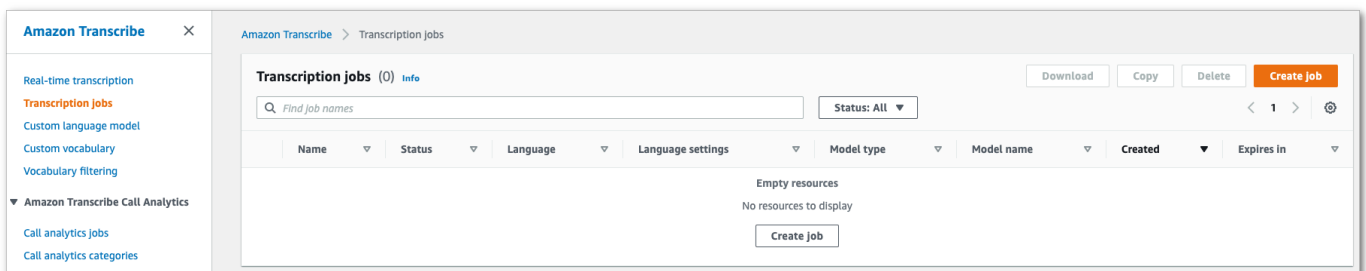 Amazon Transcribe
Real-time transcription
Transcription jobs
Custom language model
Custom vocabulary
Vocabulary filtering
Amazon Transcribe Call Analytics
Call analytics jobs
Call analytics categories
Amazon Transcribe > Transcription jobs
Transcription jobs (0) Info
Download Copy Delete Create job
Find job names Status: All 1
Name Status Language Language settings Model type Model name Created Expires in
Empty resources
No resources to display
Create job